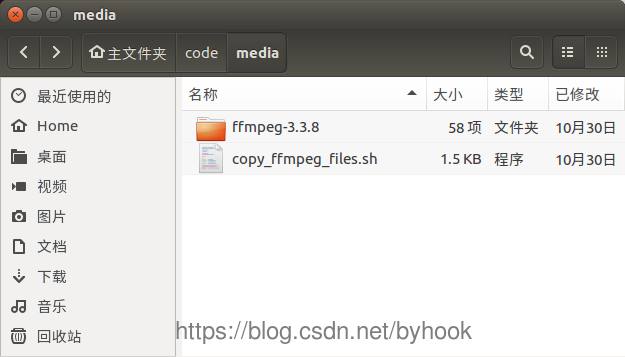 media
主文件夹 code media
名称 大小 类型 已修改
最近使用的
ffmpeg-3.3.8 58 项 文件夹 10月30日
Home
copy_ffmpeg_files.sh 1.5 KB 程序 10月30日
桌面
视频
图片
文档
下载
音乐
回收站
https://blog.csdn.net/byhook